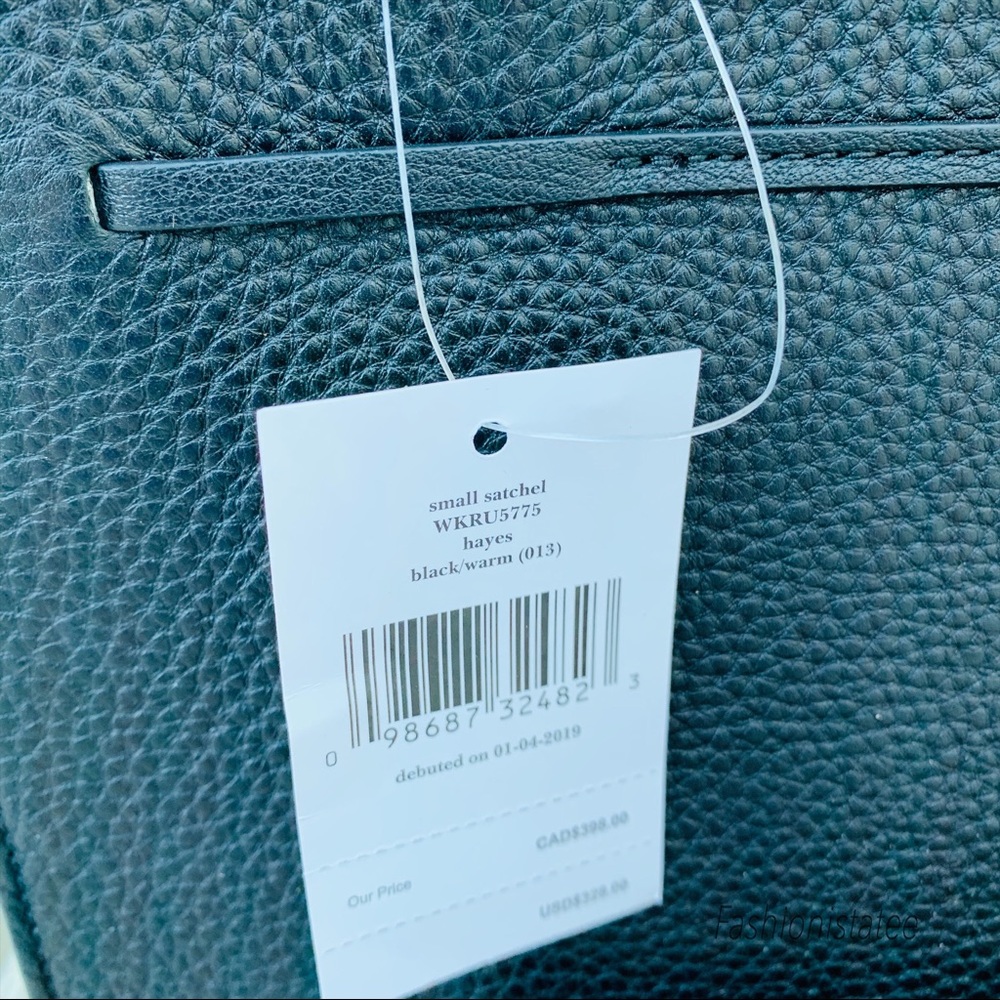 small satchel
WKRU5775
hayes
black/warm (013)
0 98687 32482 3
debuted on 01-04-2019
CAD$398.00
Our Price
USD$328.00
Fashionistatee